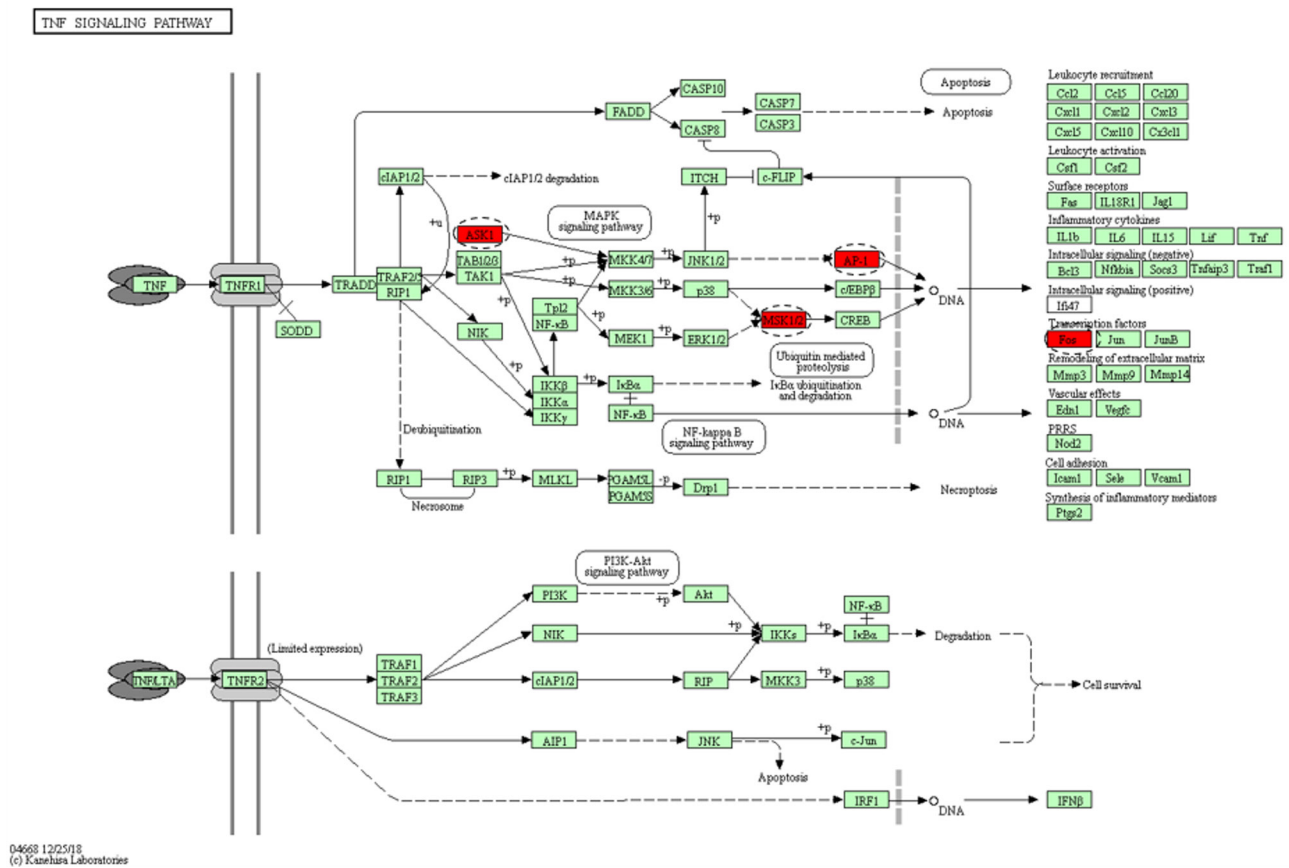 TNF SIGNALING PATHWAY
Apoptosis
FADD
CASP10
CASP8
CASP7
CASP3
Apoptosis
cIAP1/2
cIAP1/2 degradation
ITCH
c-FLIP
+u
ASK1
MAPK
signaling pathway
+p
TAB1/2/3
TAK1
MKK4/7
+p
JNK1/2
AP-1
TNF
TNFR1
TRADD
TRAF2/5
RIP1
+p
+p
MKK3/6
+p
p38
c/EBPβ
DNA
SODD
NIK
+p
Tpl2
NF-κB
+p
MEK1
+p
ERK1/2
MSK1/2
CREB
Ubiquitin mediated
proteolysis
+p
+p
IKKβ
IKKα
IKKγ
+p
IκBα
NF-κB
IκBα ubiquitination
and degradation
DNA
NF-kappa B
signaling pathway
Deubiquitination
RIP1
RIP3
Necrosome
+p
MLKL
PGAM5L
PGAM5S
-p
Drp1
Necroptosis
Leukocyte recruitment
Ccl2 Ccl5 Ccl20
Cxcl1 Cxcl2 Cxcl3
Cxcl5 Cxcl10 Cx3cl1
Leukocyte activation
Csf1 Csf2
Surface receptors
Fas IL18R1 Jag1
Inflammatory cytokines
IL1b IL6 IL15 Lif Tnf
Intracellular signaling (negative)
Bcl3 Nfkbia Socs3 Tnfaip3 Traf1
Intracellular signaling (positive)
Ifi47
Transcription factors
Fos Jun JunB
Remodeling of extracellular matrix
Mmp3 Mmp9 Mmp14
Vascular effects
Edn1 Vegfc
PRRS
Nod2
Cell adhesion
Icam1 Sele Vcam1
Synthesis of inflammatory mediators
Ptgs2
PI3K-Akt
signaling pathway
PI3K
+p
Akt
NF-κB
(Limited expression)
NIK
+p
IKKs
+p
IκBα
Degradation
TNF/LTA
TNFR2
TRAF1
TRAF2
TRAF3
cIAP1/2
RIP
MKK3
+p
p38
Cell survival
AIP1
JNK
+p
c-Jun
Apoptosis
IRF1
DNA
IFNβ
04668 12/25/18
(c) Kanehisa Laboratories